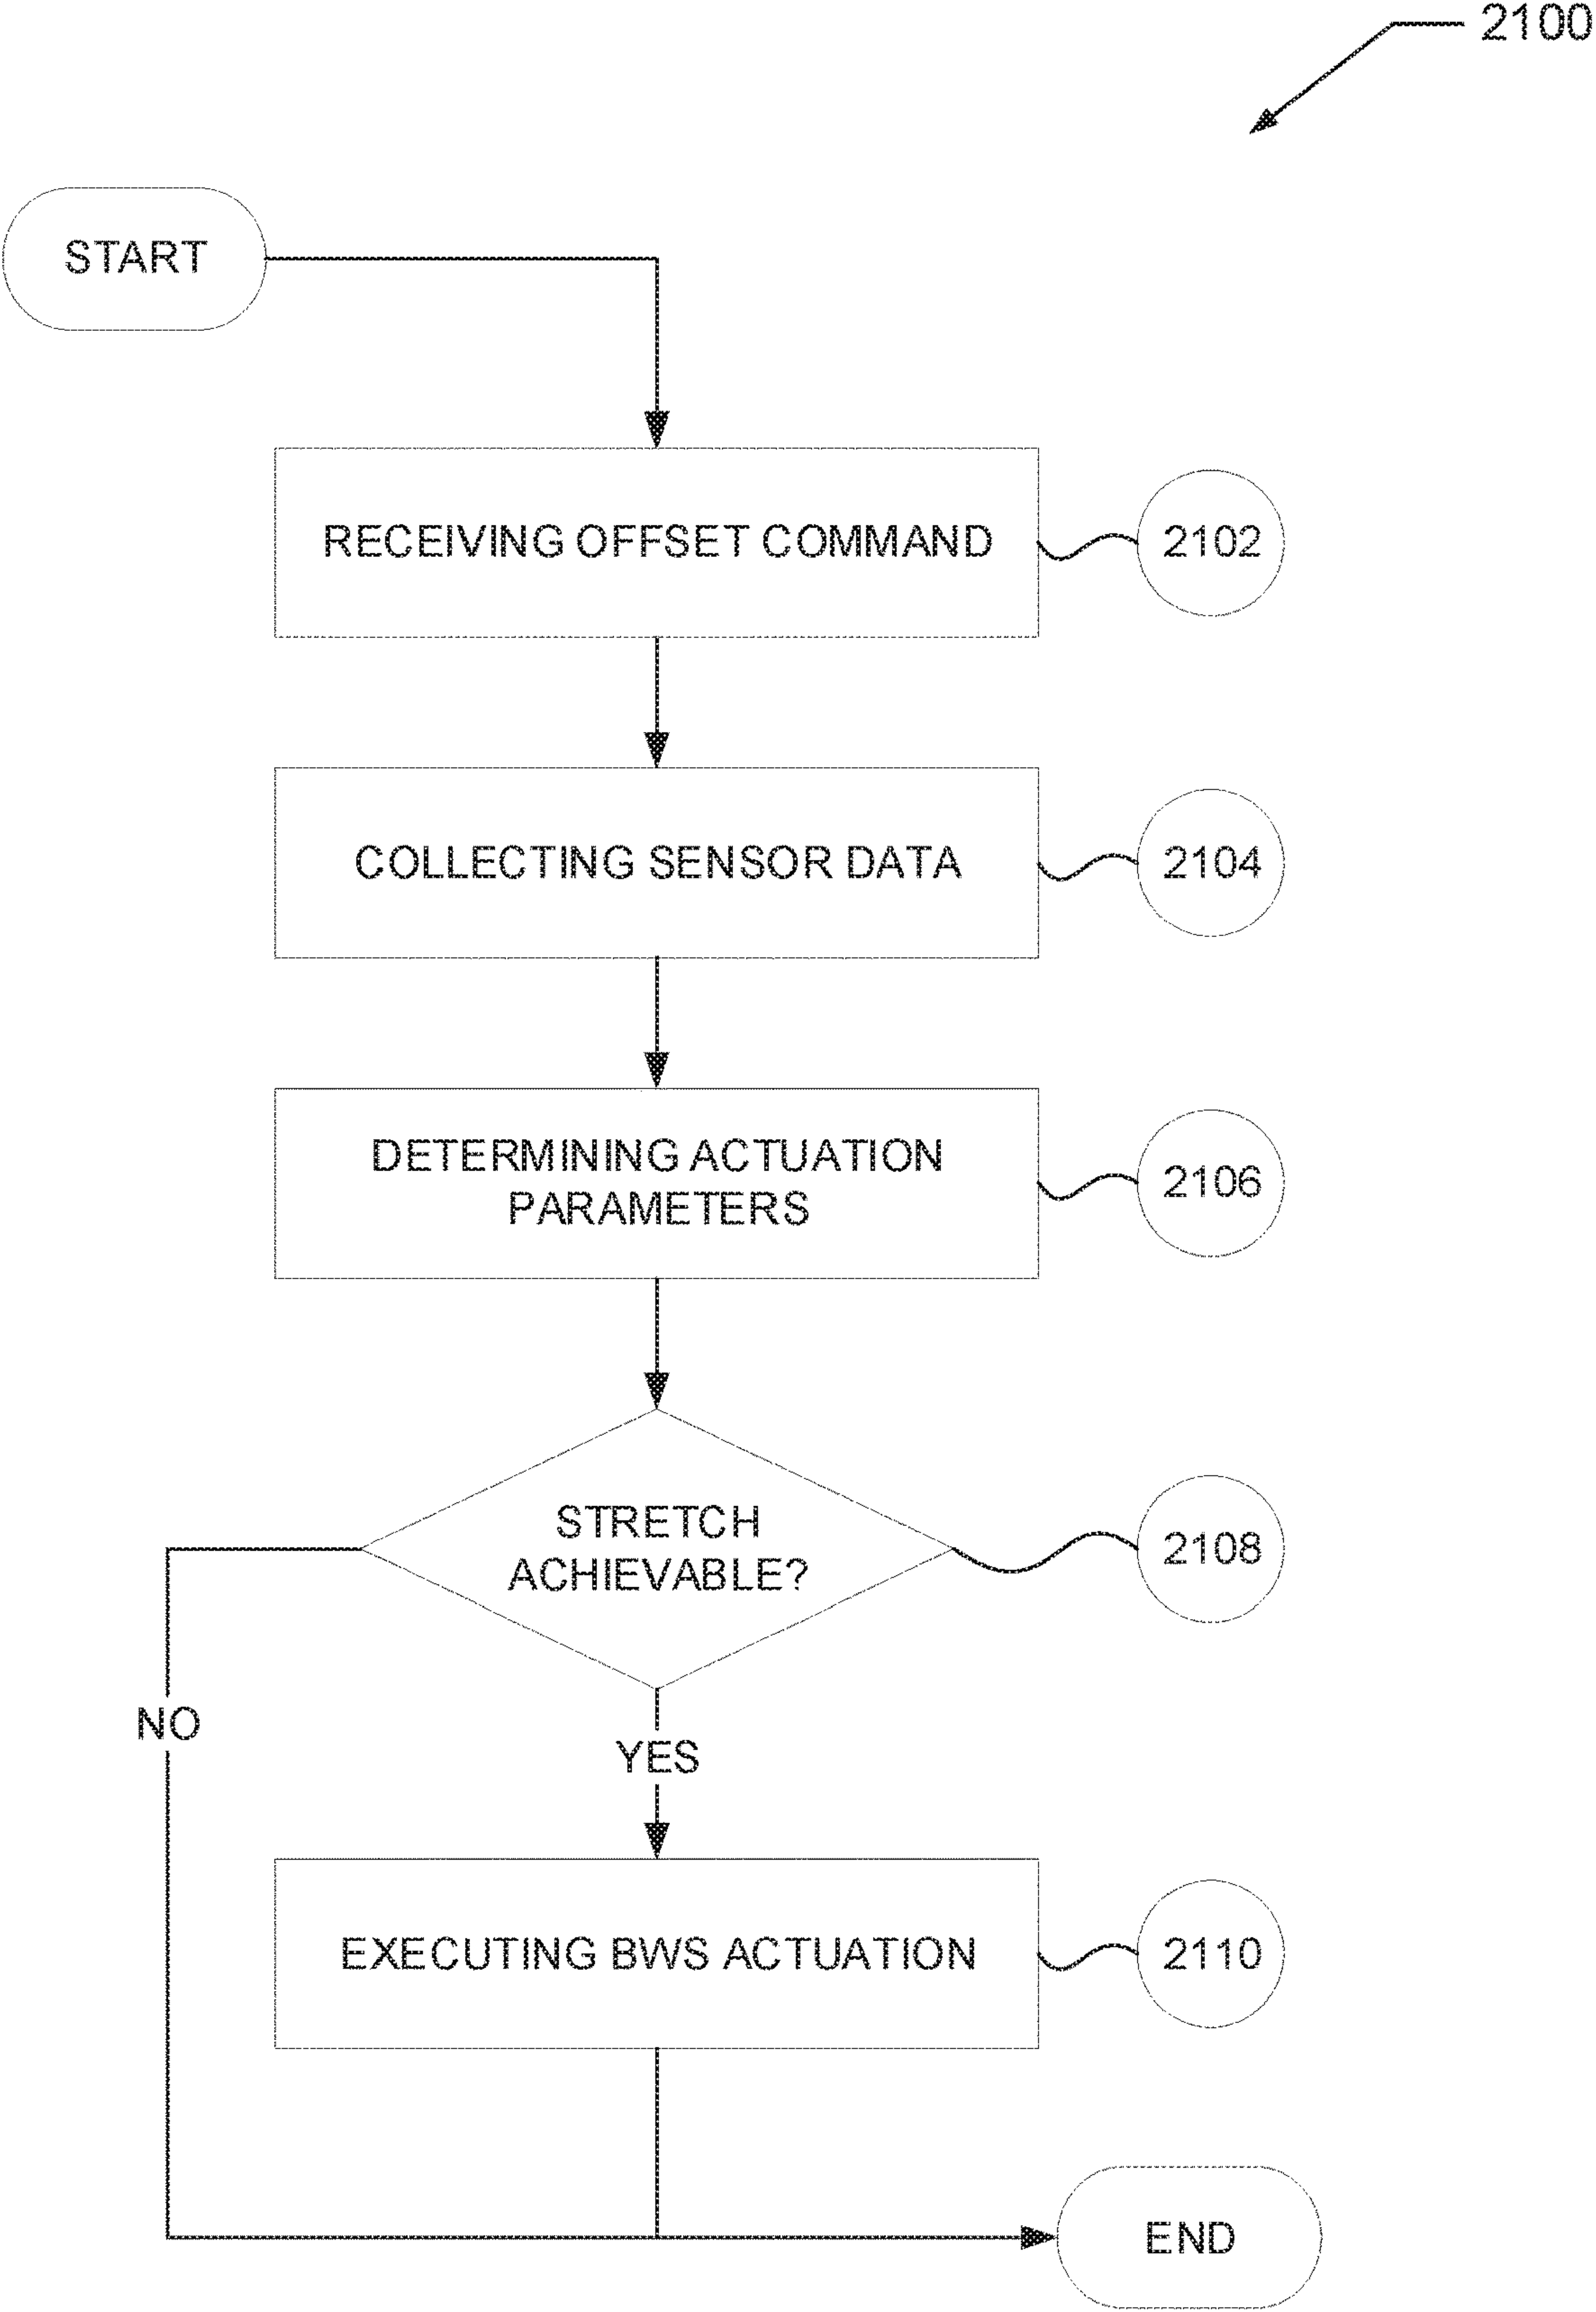 2100
START
RECEIVING OFFSET COMMAND
2102
COLLECTING SENSOR DATA
2104
DETERMINING ACTUATION
PARAMETERS
2106
STRETCH
ACHIEVABLE?
2108
NO
YES
EXECUTING BWS ACTUATION
2110
END